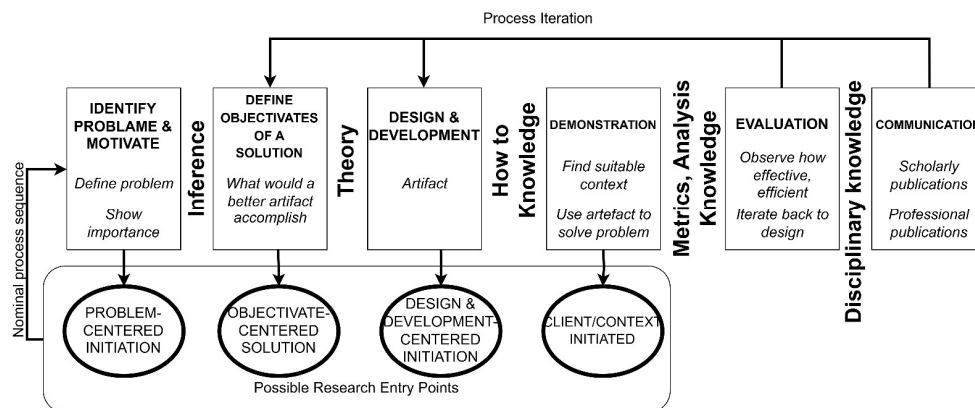 Process Iteration
Nominal process sequence
IDENTIFY
PROBLAME &
MOTIVATE
Define problem
Show
importance
Inference
DEFINE
OBJECTIVATES
OF A
SOLUTION
What would a
better artifact
accomplish
Theory
DESIGN &
DEVELOPMENT
Artifact
How to
Knowledge
DEMONSTRATION
Find suitable
context
Use artefact to
solve problem
Metrics, Analysis
Knowledge
EVALUATION
Observe how
effective,
efficient
Iterate back to
design
Disciplinary knowledge
COMMUNICATION
Scholarly
publications
Professional
publications
PROBLEM-
CENTERED
INITIATION
OBJECTIVATE-
CENTERED
SOLUTION
DESIGN &
DEVELOPMENT-
CENTERED
INITIATION
CLIENT/CONTEXT
INITIATED
Possible Research Entry Points